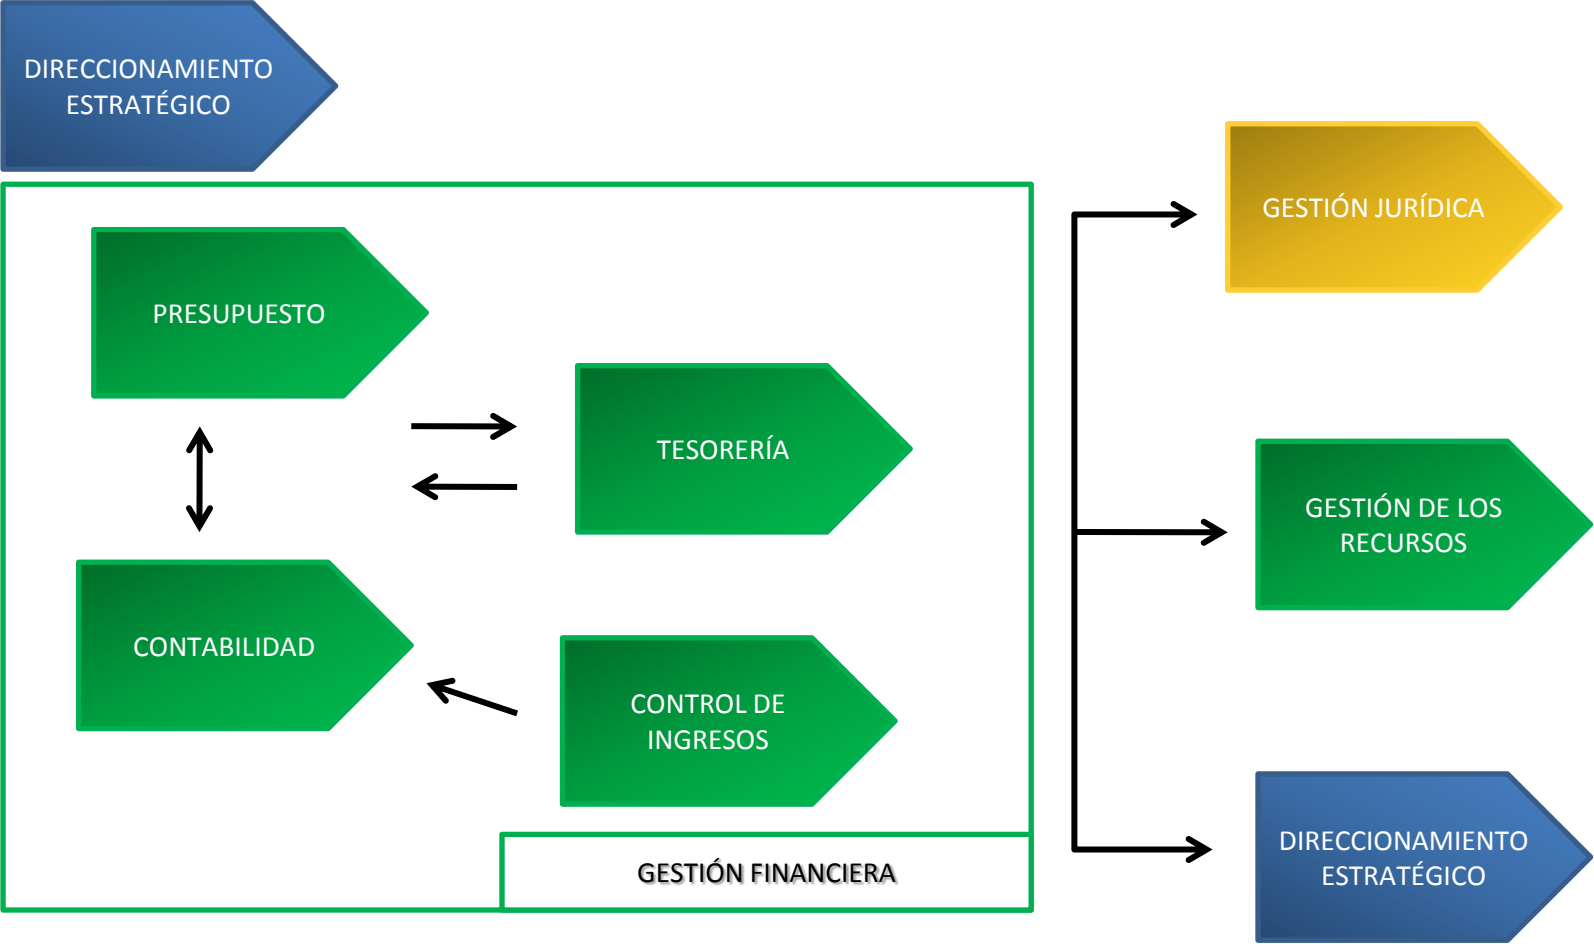 DIRECCIONAMIENTO
ESTRATÉGICO
PRESUPUESTO
TESORERÍA
CONTABILIDAD
CONTROL DE
INGRESOS
GESTIÓN FINANCIERA
GESTIÓN JURÍDICA
GESTIÓN DE LOS
RECURSOS
DIRECCIONAMIENTO
ESTRATÉGICO